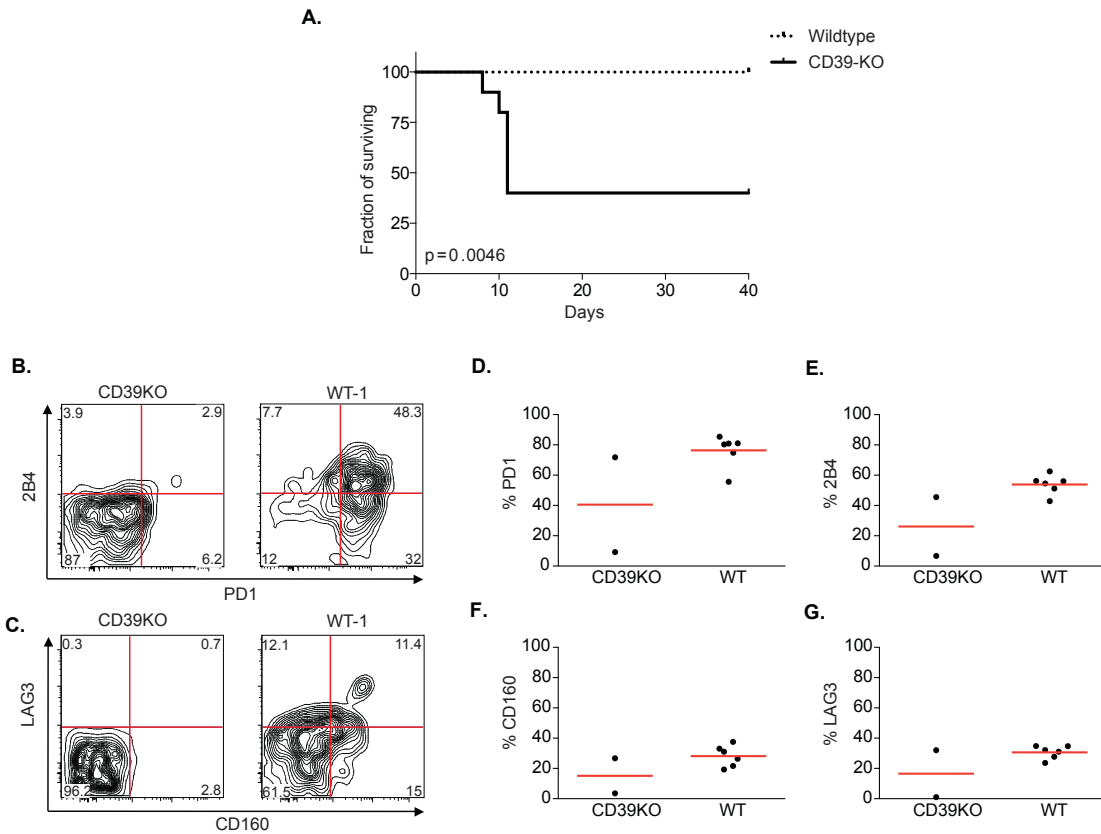 A.
Wildtype
CD39-KO
Fraction of surviving
100
75
50
25
0
p=0.0046
0 10 20 30 40
Days
B.
CD39KO
WT-1
2B4
3.9 2.9
87 6.2
7.7 48.3
12 32
PD1
C.
CD39KO
WT-1
LAG3
0.3 0.7
96.2 2.8
12.1 11.4
61.5 15
CD160
D.
% PD1
100
80
60
40
20
0
CD39KO WT
E.
% 2B4
100
80
60
40
20
0
CD39KO WT
F.
% CD160
100
80
60
40
20
0
CD39KO WT
G.
% LAG3
100
80
60
40
20
0
CD39KO WT